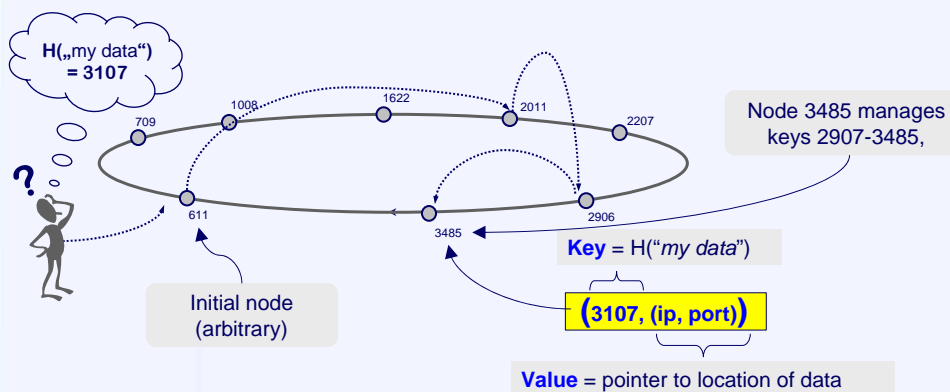 H(„my data“)
= 3107
1622
1008
2011
709
2207
Node 3485 manages
keys 2907-3485,
?
611
2906
3485
Key = H(“my data”)
Initial node
(arbitrary)
(3107, (ip, port))
Value = pointer to location of data